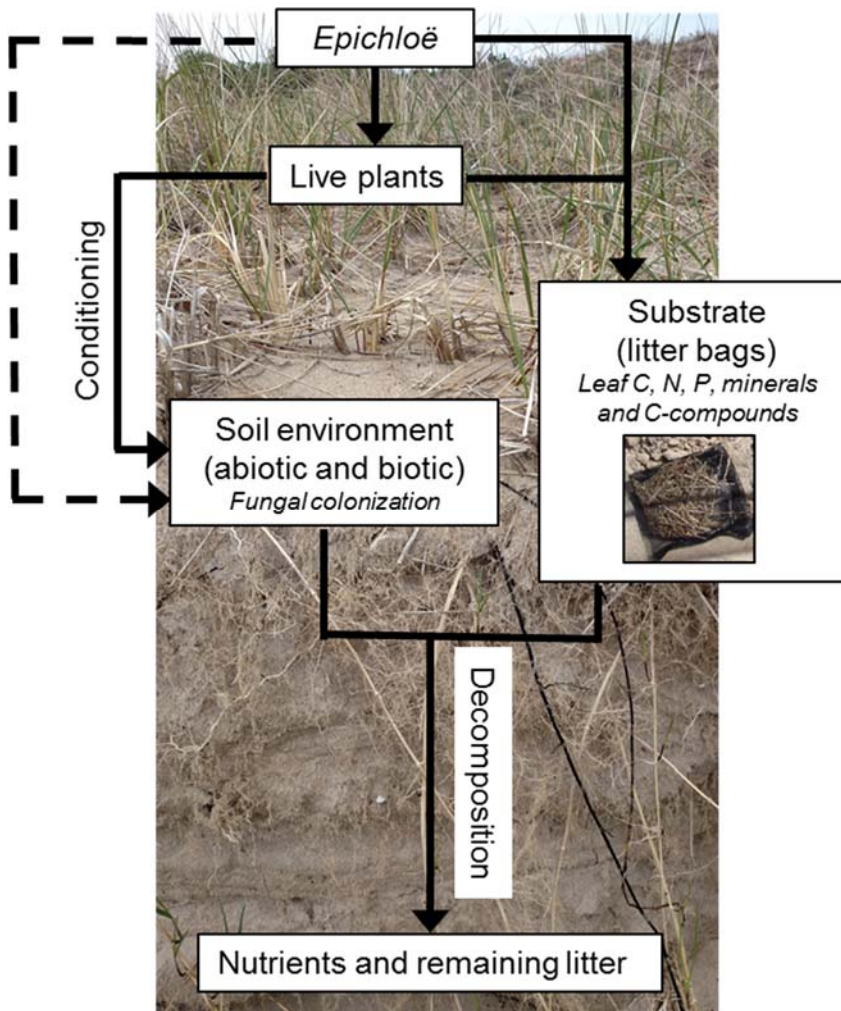 Epichloë
Live plants
Conditioning
Substrate
(litter bags)
Leaf C, N, P, minerals
and C-compounds
Soil environment
(abiotic and biotic)
Fungal colonization
Decomposition
Nutrients and remaining litter